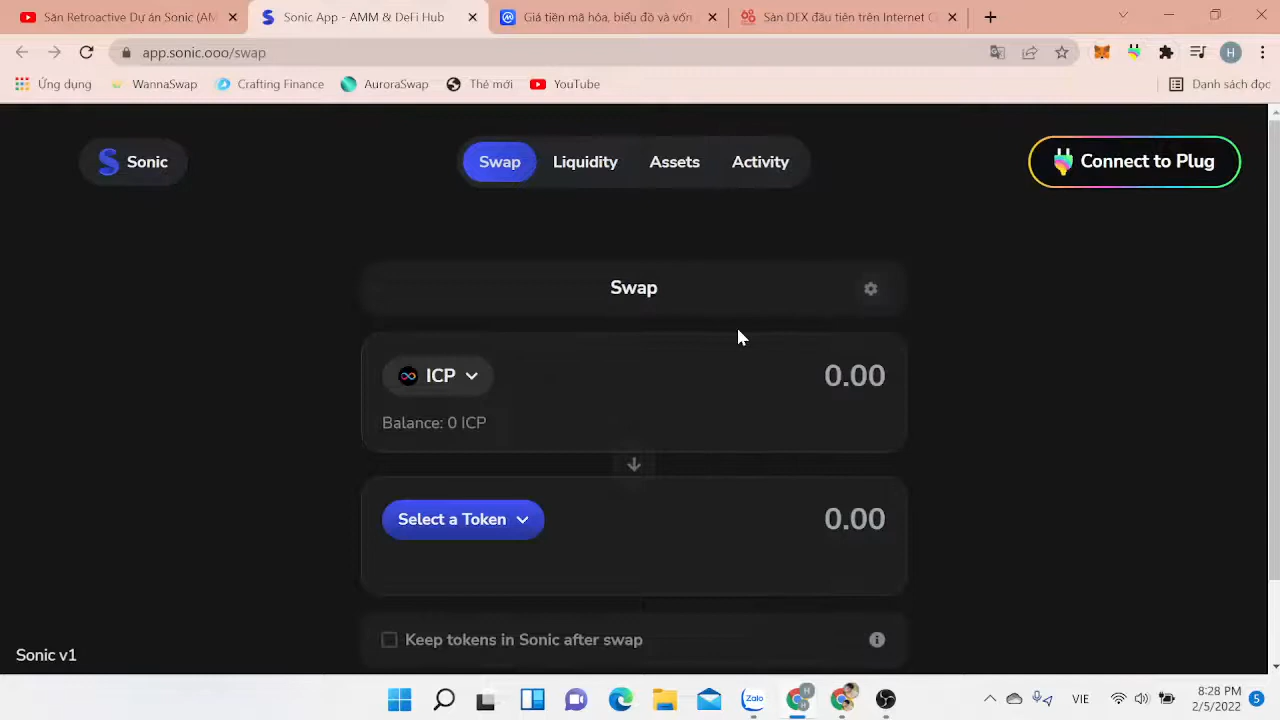 Săn Retroactive Dự án Sonic (AM
Sonic App - AMM & DeFi Hub
Giá tiền mã hóa, biểu đồ và vốn
Sàn DEX đầu tiên trên Internet C
app.sonic.ooo/swap
H
Ứng dụng
WannaSwap
Crafting Finance
AuroraSwap
Thẻ mới
YouTube
Danh sách đọc
Sonic
Swap
Liquidity
Assets
Activity
Connect to Plug
Swap
ICP
0.00
Balance: 0 ICP
Select a Token
0.00
Keep tokens in Sonic after swap
Sonic v1
Zalo
H
VIE
8:28 PM
2/5/2022
5